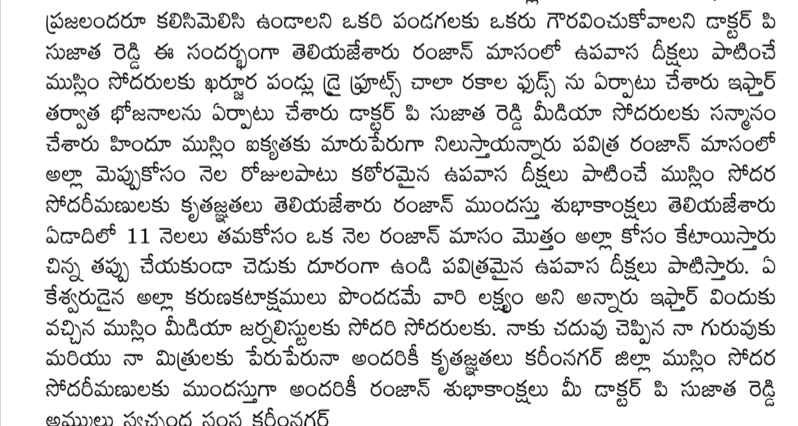 ప్రజలందరూ కలిసిమెలిసి ఉండాలని ఒకరి పండగలకు ఒకరు గౌరవించుకోవాలని డాక్టర్ పి
సుజాత రెడ్డి ఈ సందర్భంగా తెలియజేశారు రంజాన్ మాసంలో ఉపవాస దీక్షలు పాటించే
ముస్లిం సోదరులకు ఖర్జూర పండ్లు డ్రై ఫ్రూట్స్ చాలా రకాల ఫుడ్స్ ను ఏర్పాటు చేశారు ఇఫ్తార్
తర్వాత భోజనాలను ఏర్పాటు చేశారు డాక్టర్ పి సుజాత రెడ్డి మీడియా సోదరులకు సన్మానం
చేశారు హిందూ ముస్లిం ఐక్యతకు మారుపేరుగా నిలుస్తాయన్నారు పవిత్ర రంజాన్ మాసంలో
అల్లా మెప్పుకోసం నెల రోజులపాటు కఠోరమైన ఉపవాస దీక్షలు పాటించే ముస్లిం సోదర
సోదరీమణులకు కృతజ్ఞతలు తెలియజేశారు రంజాన్ ముందస్తు శుభాకాంక్షలు తెలియజేశారు
ఏడాదిలో 11 నెలలు తమకోసం ఒక నెల రంజాన్ మాసం మొత్తం అల్లా కోసం కేటాయిస్తారు
చిన్న తప్పు చేయకుండా చెడుకు దూరంగా ఉండి పవిత్రమైన ఉపవాస దీక్షలు పాటిస్తారు. ఏ
కేశ్వరుడైన అల్లా కరుణకటాక్షములు పొందడమే వారి లక్ష్యం అని అన్నారు ఇఫ్తార్ విందుకు
వచ్చిన ముస్లిం మీడియా జర్నలిస్టులకు సోదరి సోదరులకు. నాకు చదువు చెప్పిన నా గురువుకు
మరియు నా మిత్రులకు పేరుపేరునా అందరికీ కృతజ్ఞతలు కరీంనగర్ జిల్లా ముస్లిం సోదర
సోదరీమణులకు ముందస్తుగా అందరికీ రంజాన్ శుభాకాంక్షలు మీ డాక్టర్ పి సుజాత రెడ్డి
అమ్ములు స్వచ్ఛంద సంస్థ కరీంనగర్